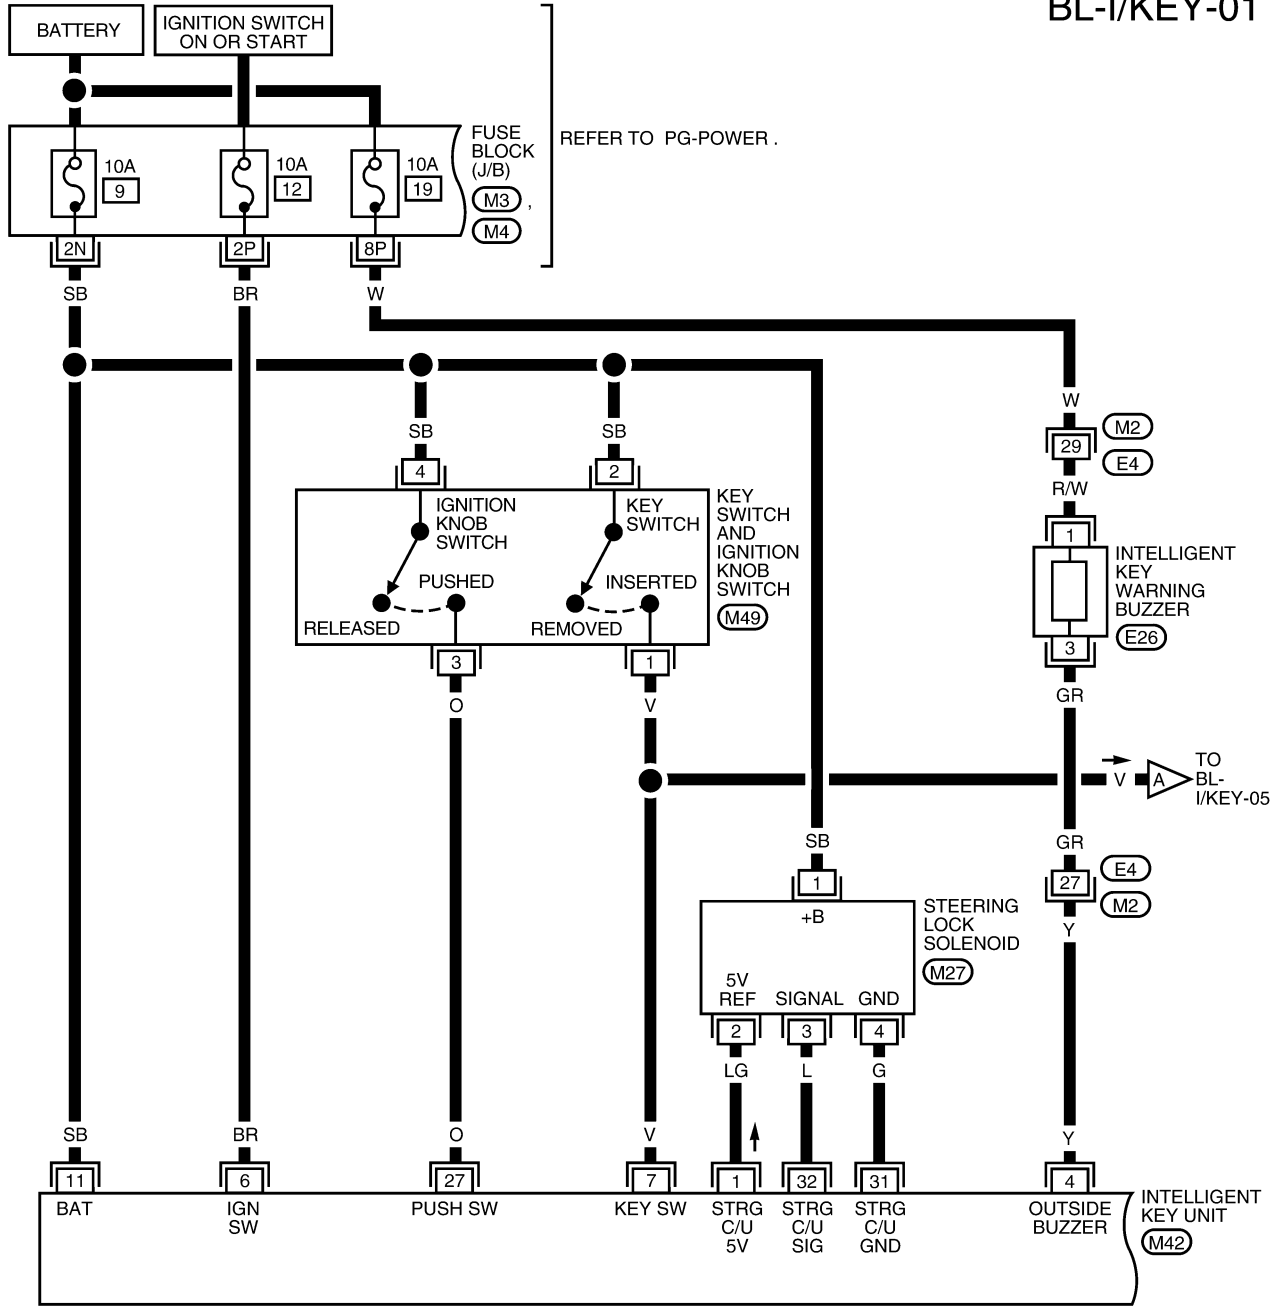 BL-I/KEY-01
BATTERY
IGNITION SWITCH
ON OR START
REFER TO PG-POWER .
10A
9
10A
12
10A
19
FUSE
BLOCK
(J/B)
M3 ,
M4
2N
2P
8P
SB
BR
W
W
29
M2
E4
R/W
SB
SB
4
2
IGNITION
KNOB
SWITCH
PUSHED
RELEASED
KEY
SWITCH
INSERTED
REMOVED
KEY
SWITCH
AND
IGNITION
KNOB
SWITCH
M49
1
INTELLIGENT
KEY
WARNING
BUZZER
E26
3
3
1
O
V
GR
V
A
TO
BL-
I/KEY-05
SB
GR
1
27
E4
M2
+B
5V
REF
SIGNAL
GND
STEERING
LOCK
SOLENOID
M27
Y
2
3
4
LG
L
G
SB
BR
O
V
Y
11
6
27
7
1
32
31
4
BAT
IGN
SW
PUSH SW
KEY SW
STRG
C/U
5V
STRG
C/U
SIG
STRG
C/U
GND
OUTSIDE
BUZZER
INTELLIGENT
KEY UNIT
M42